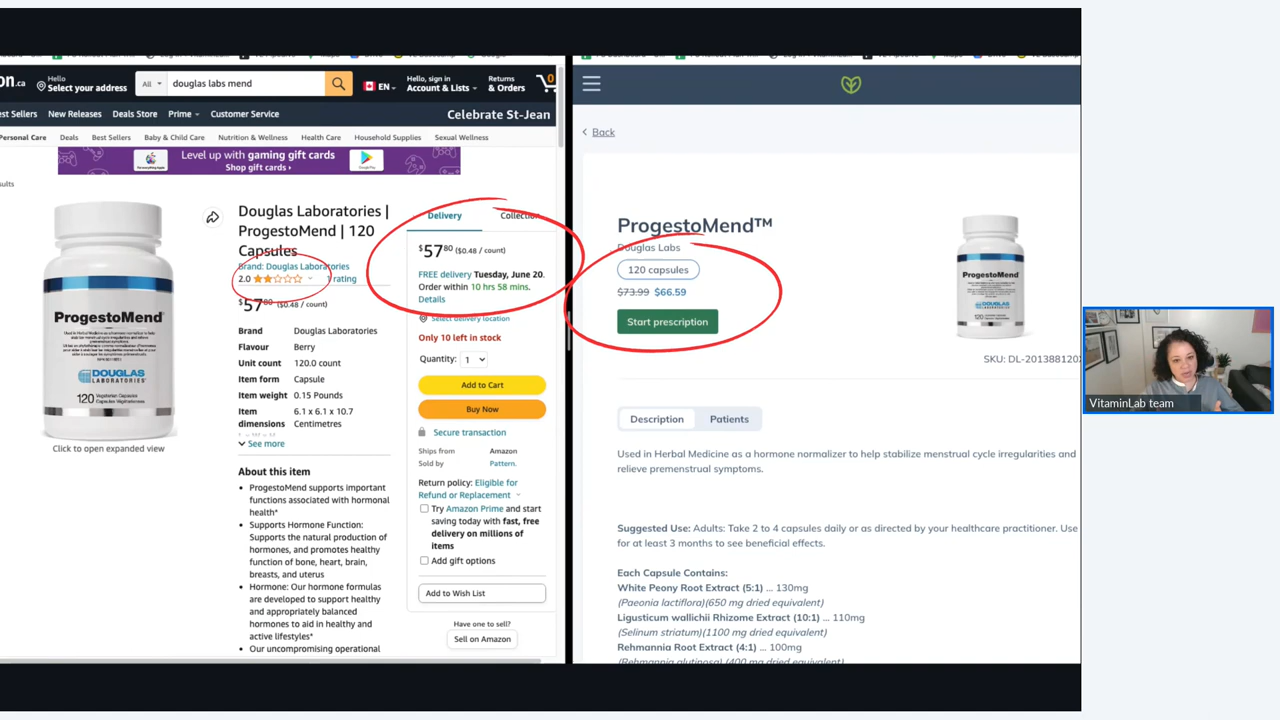 on.ca
Hello
Select your address
All
douglas labs mend
EN
Hello, sign in
Account & Lists
Returns
& Orders
0
est Sellers
New Releases
Deals Store
Prime
Customer Service
Celebrate St-Jean
Personal Care
Deals
Best Sellers
Baby & Child Care
Nutrition & Wellness
Health Care
Household Supplies
Sexual Wellness
Level up with gaming gift cards
Shop gift cards ›
sults
Douglas Laboratories |
ProgestoMend | 120
Capsules
Brand: Douglas Laboratories
2.0
1 rating
$57 80 ($0.48 / count)
Brand Douglas Laboratories
Flavour Berry
Unit count 120.0 count
Item form Capsule
Item weight 0.15 Pounds
Item 6.1 x 6.1 x 10.7
dimensions Centimetres
See more
About this item
• ProgestoMend supports important
functions associated with hormonal
health*
• Supports Hormone Function:
Supports the natural production of
hormones, and promotes healthy
function of bone, heart, brain,
breasts, and uterus
• Hormone: Our hormone formulas
are developed to support healthy
and appropriately balanced
hormones to aid in healthy and
active lifestyles*
• Our uncompromising operational
ProgestoMend
DOUGLAS
LABORATORIES
120
Vegetarian Capsules
Capsules Végétariennes
Click to open expanded view
Delivery
Collection
$57 80 ($0.48 / count)
FREE delivery Tuesday, June 20.
Order within 10 hrs 58 mins.
Details
Select delivery location
Only 10 left in stock
Quantity: 1
Add to Cart
Buy Now
Secure transaction
Ships from Amazon
Sold by Pattern.
Return policy: Eligible for
Refund or Replacement
Try Amazon Prime and start
saving today with fast, free
delivery on millions of
items
Add gift options
Add to Wish List
Have one to sell?
Sell on Amazon
Back
ProgestoMend™
Douglas Labs
120 capsules
$73.99 $66.59
Start prescription
ProgestoMend
DOUGLAS
120
SKU: DL-20138812
Description
Patients
Used in Herbal Medicine as a hormone normalizer to help stabilize menstrual cycle irregularities and
relieve premenstrual symptoms.
Suggested Use: Adults: Take 2 to 4 capsules daily or as directed by your healthcare practitioner. Use
for at least 3 months to see beneficial effects.
Each Capsule Contains:
White Peony Root Extract (5:1) ... 130mg
(Paeonia lactiflora)(650 mg dried equivalent)
Ligusticum wallichii Rhizome Extract (10:1) ... 110mg
(Selinum striatum)(1100 mg dried equivalent)
Rehmannia Root Extract (4:1) ... 100mg
(Rehmannia glutinosa) (400 mg dried equivalent)
VitaminLab team